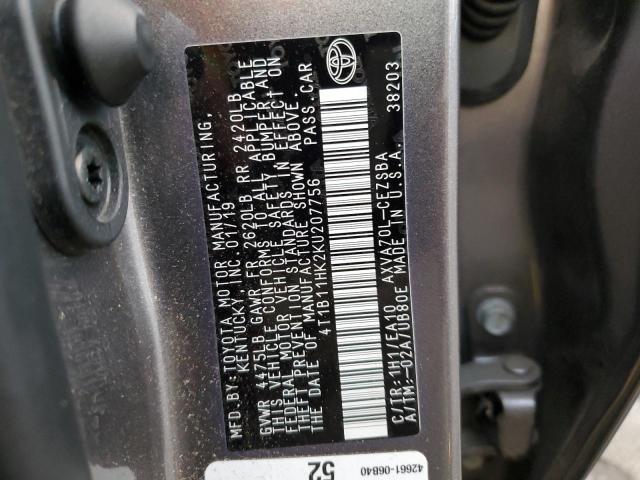 MFD. BY: TOYOTA MOTOR MANUFACTURING,
KENTUCKY, INC. 01/19
GVWR 4475LB GAWR FR 2620LB RR 2420LB
THIS VEHICLE CONFORMS TO ALL APPLICABLE
FEDERAL MOTOR VEHICLE SAFETY, BUMPER AND
THEFT PREVENTION STANDARDS IN EFFECT ON
THE DATE OF MANUFACTURE SHOWN ABOVE.
4T1B11HK2KU207756 PASS. CAR
C/TR: 1H1/EA10 AXVA70L-CEZSBA
A/TM: -02A/UB80E MADE IN U.S.A. 38203
52
42661-06B40